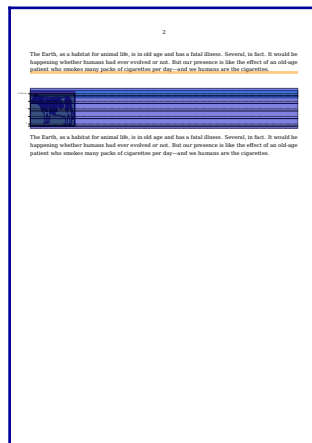 2
The Earth, as a habitat for animal life, is in old age and has a fatal illness. Several, in fact. It would be
happening whether humans had ever evolved or not. But our presence is like the effect of an old-age
patient who smokes many packs of cigarettes per day—and we humans are the cigarettes.
The Earth, as a habitat for animal life, is in old age and has a fatal illness. Several, in fact. It would be
happening whether humans had ever evolved or not. But our presence is like the effect of an old-age
patient who smokes many packs of cigarettes per day—and we humans are the cigarettes.